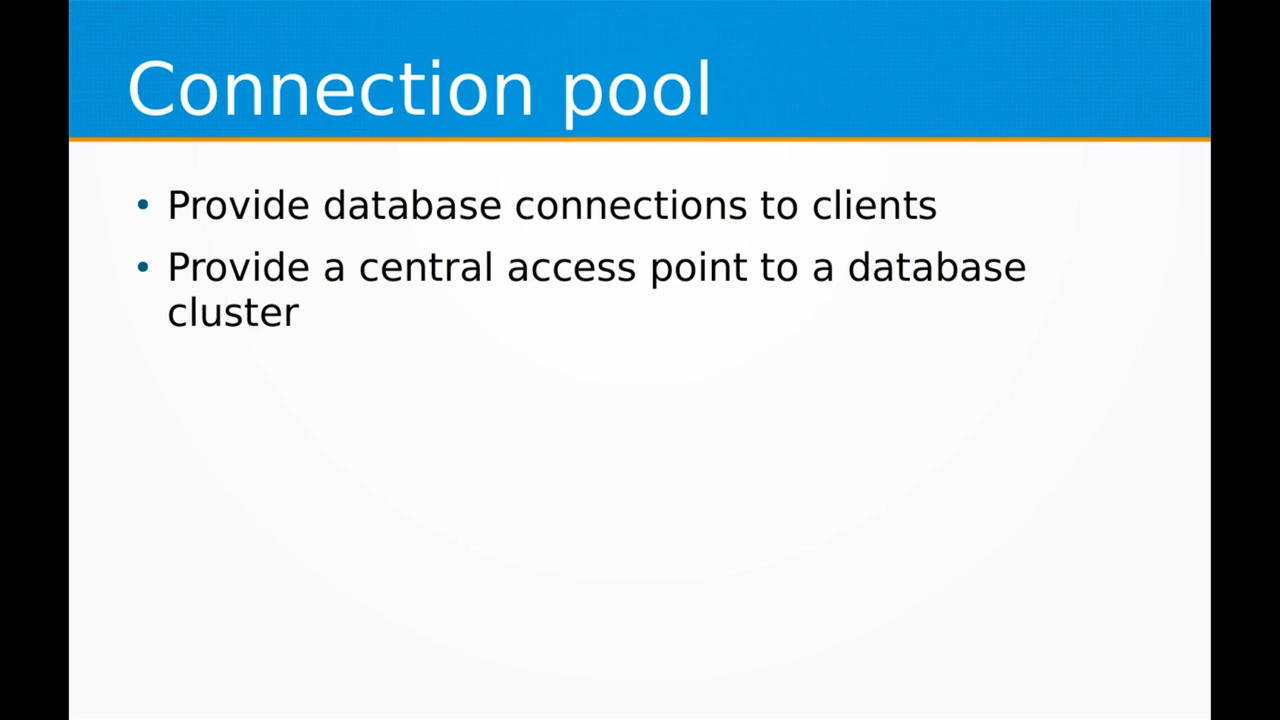 Connection pool
• Provide database connections to clients
• Provide a central access point to a database
cluster